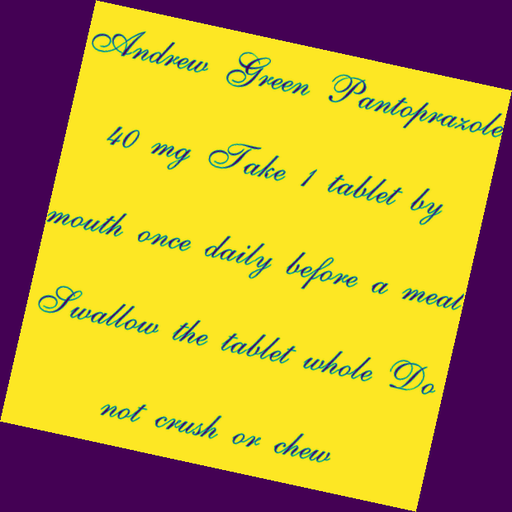 Andrew Green Pantoprazole
40 mg Take 1 tablet by
mouth once daily before a meal
Swallow the tablet whole Do
not crush or chew